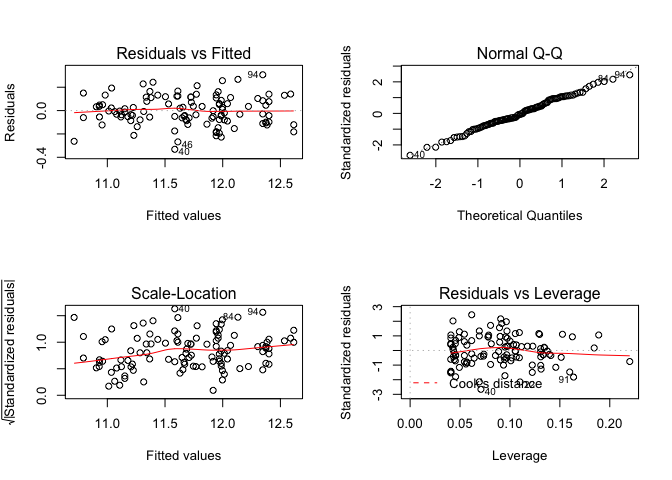 Residuals vs Fitted
Residuals
0.0
-0.4
11.0 11.5 12.0 12.5
Fitted values
94
46
40
Normal Q-Q
Standardized residuals
2
0
-2
-2 -1 0 1 2
Theoretical Quantiles
84
94
40
Scale-Location
√|Standardized residuals|
1.0
0.0
11.0 11.5 12.0 12.5
Fitted values
40
84
94
Residuals vs Leverage
Standardized residuals
3
1
-1
-3
0.00 0.05 0.10 0.15 0.20
Leverage
Cook's distance
91
40